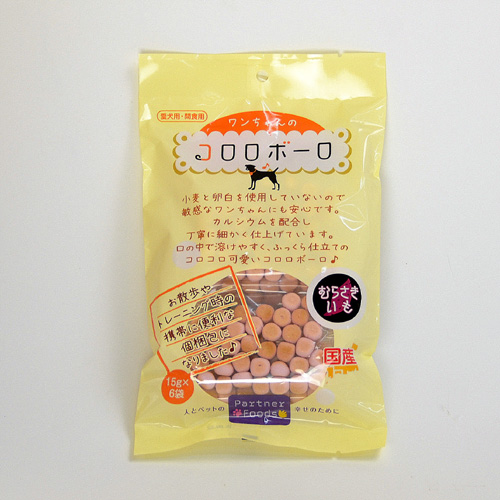 愛犬用・間食用
ワンちゃんの
コロロボーロ
小麦と卵白を使用していないので
敏感なワンちゃんにも安心です。
カルシウムを配合し
丁寧に細かく仕上げています。
口の中で溶けやすく、ふっくら仕立ての
コロコロ可愛いコロロボーロ♪
むらさき
いも
お散歩や
トレーニング時の
携帯に便利な
個梱包に
なりました♪
国産
15g×
6袋
Partner
Foods
人とペットの
幸せのために